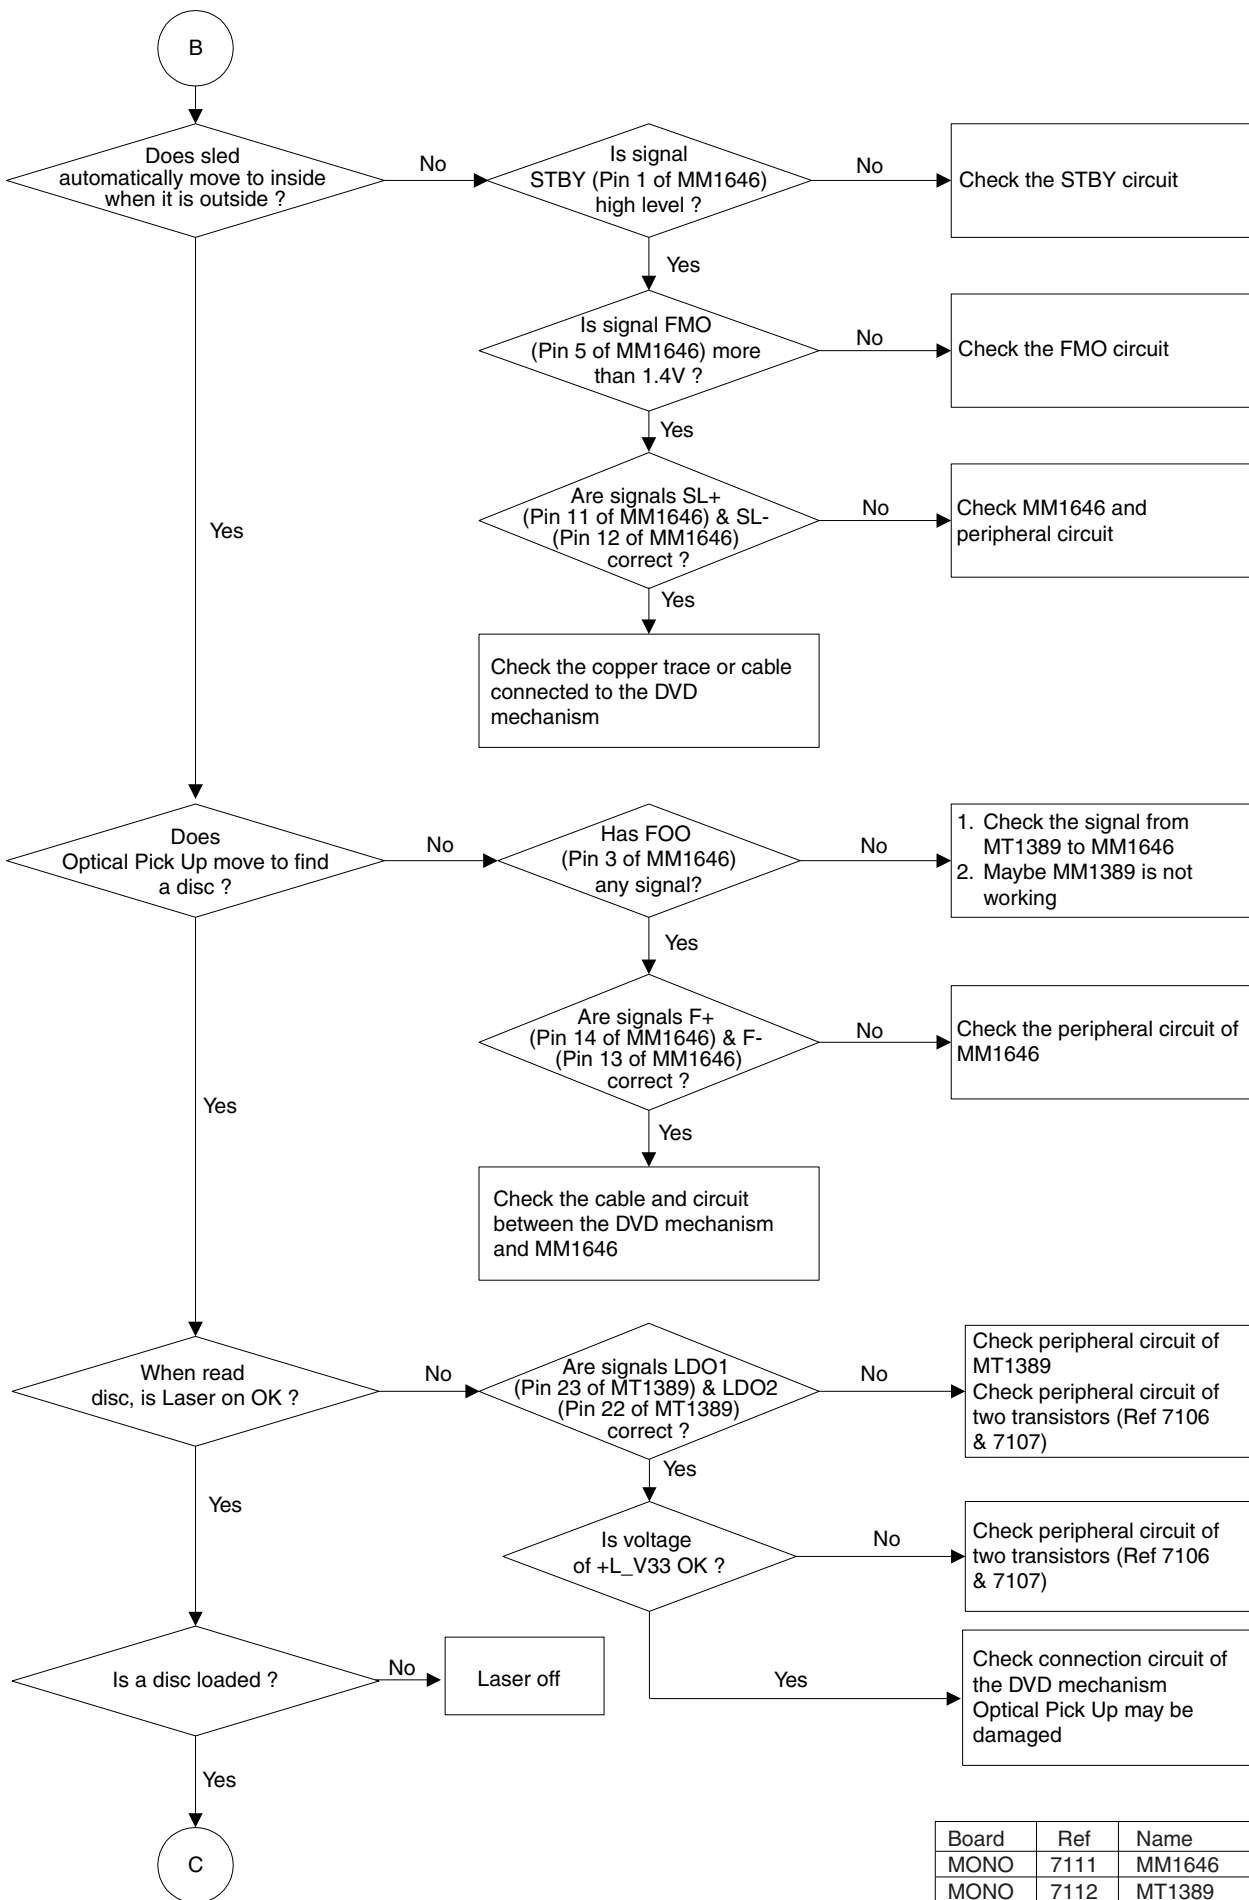 B
Does sled
automatically move to inside
when it is outside ?
No
Is signal
STBY (Pin 1 of MM1646)
high level ?
No
Check the STBY circuit
Yes
Is signal FMO
(Pin 5 of MM1646) more
than 1.4V ?
No
Check the FMO circuit
Yes
Are signals SL+
(Pin 11 of MM1646) & SL-
(Pin 12 of MM1646)
correct ?
No
Check MM1646 and
peripheral circuit
Yes
Yes
Check the copper trace or cable
connected to the DVD
mechanism
Does
Optical Pick Up move to find
a disc ?
No
Has FOO
(Pin 3 of MM1646)
any signal?
No
1. Check the signal from
MT1389 to MM1646
2. Maybe MM1389 is not
working
Yes
Are signals F+
(Pin 14 of MM1646) & F-
(Pin 13 of MM1646)
correct ?
No
Check the peripheral circuit of
MM1646
Yes
Yes
Check the cable and circuit
between the DVD mechanism
and MM1646
When read
disc, is Laser on OK ?
No
Are signals LDO1
(Pin 23 of MT1389) & LDO2
(Pin 22 of MT1389)
correct ?
No
Check peripheral circuit of
MT1389
Check peripheral circuit of
two transistors (Ref 7106
& 7107)
Yes
Yes
Is voltage
of +L_V33 OK ?
No
Check peripheral circuit of
two transistors (Ref 7106
& 7107)
Is a disc loaded ?
No
Laser off
Yes
Check connection circuit of
the DVD mechanism
Optical Pick Up may be
damaged
Yes
C
Board Ref Name
MONO 7111 MM1646
MONO 7112 MT1389